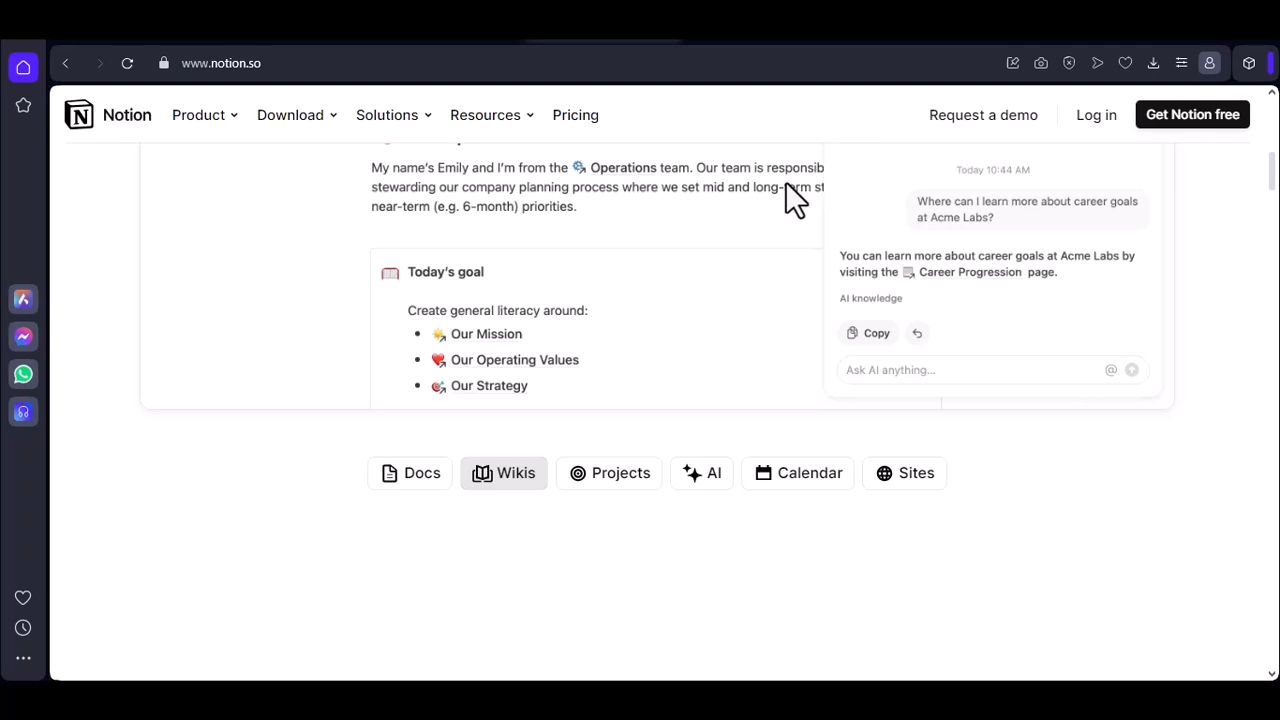 www.notion.so
Notion
Product
Download
Solutions
Resources
Pricing
Request a demo
Log in
Get Notion free
My name's Emily and I'm from the Operations team. Our team is
stewarding our company planning process where we set mid and long-term
near-term (e.g. 6-month) priorities.
Today's goal
Create general literacy around:
Our Mission
Our Operating Values
Our Strategy
Today 10:44 AM
Where can I learn more about career goals
at Acme Labs?
You can learn more about career goals at Acme Labs by
visiting the Career Progression page.
AI knowledge
Copy
Ask AI anything...
Docs
Wikis
Projects
AI
Calendar
Sites